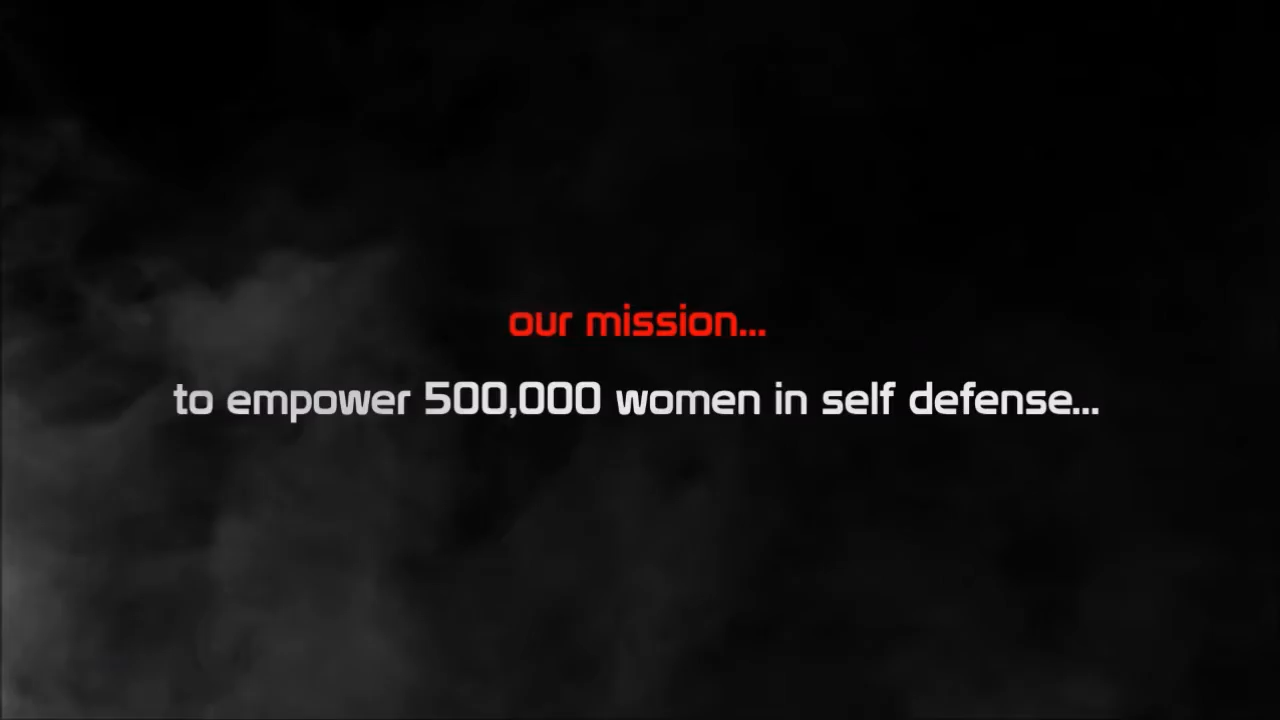 our mission...
to empower 500,000 women in self defense...